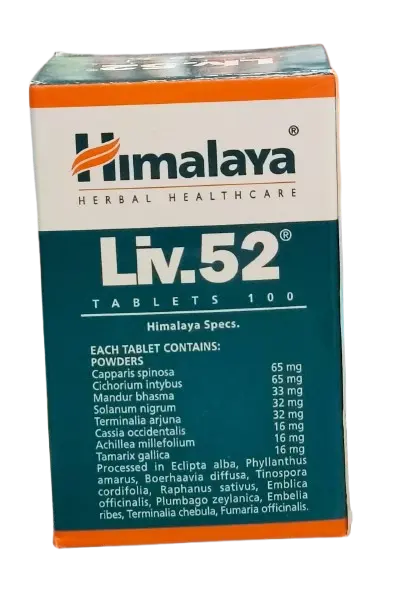 Himalaya®
HERBAL HEALTHCARE
Liv.52®
TABLETS 100
Himalaya Specs.
EACH TABLET CONTAINS:
POWDERS
Capparis spinosa 65 mg
Cichorium intybus 65 mg
Mandur bhasma 33 mg
Solanum nigrum 32 mg
Terminalia arjuna 32 mg
Cassia occidentalis 16 mg
Achillea millefolium 16 mg
Tamarix gallica 16 mg
Processed in Eclipta alba, Phyllanthus
amarus, Boerhaavia diffusa, Tinospora
cordifolia, Raphanus sativus, Emblica
officinalis, Plumbago zeylanica, Embelia
ribes, Terminalia chebula, Fumaria officinalis.